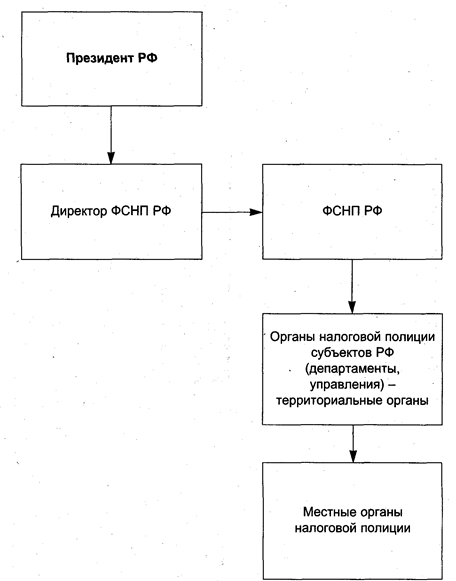 Президент РФ
Директор ФСНП РФ
ФСНП РФ
Органы налоговой полиции
субъектов РФ
(департаменты,
управления) –
территориальные органы
Местные органы
налоговой полиции